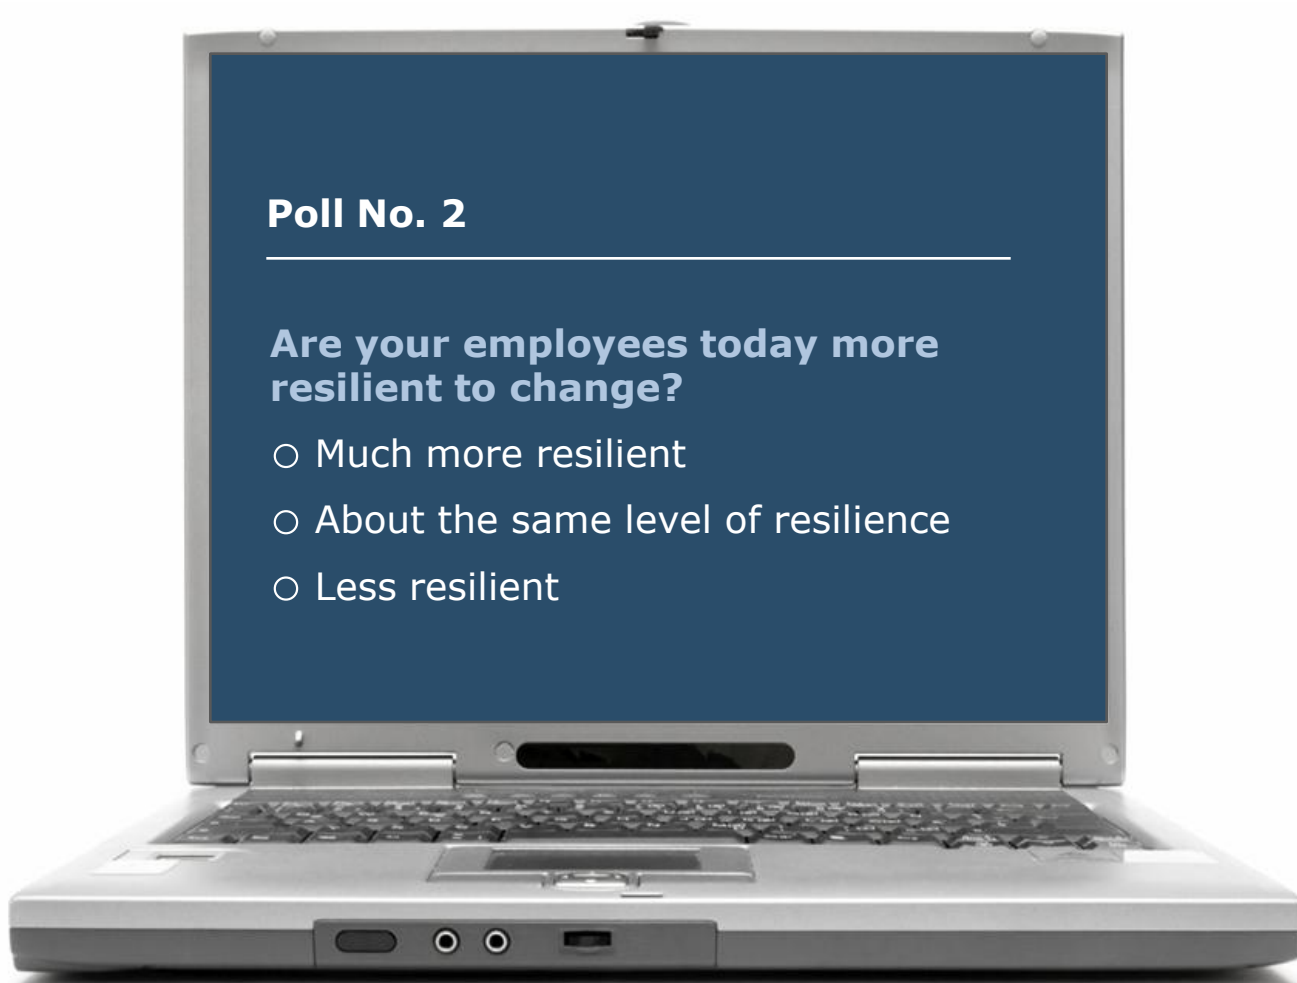 Poll No. 2
Are your employees today more
resilient to change?
○ Much more resilient
○ About the same level of resilience
○ Less resilient